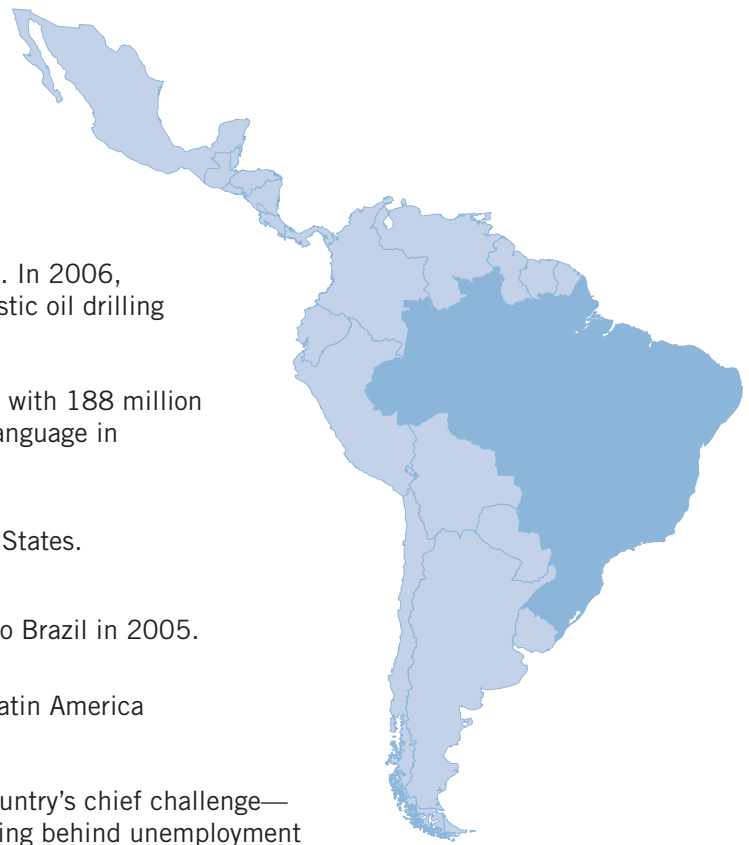 . In 2006,
stic oil drilling
with 188 million
anguage in
States.
o Brazil in 2005.
atin America
untry's chief challenge—
ing behind unemployment